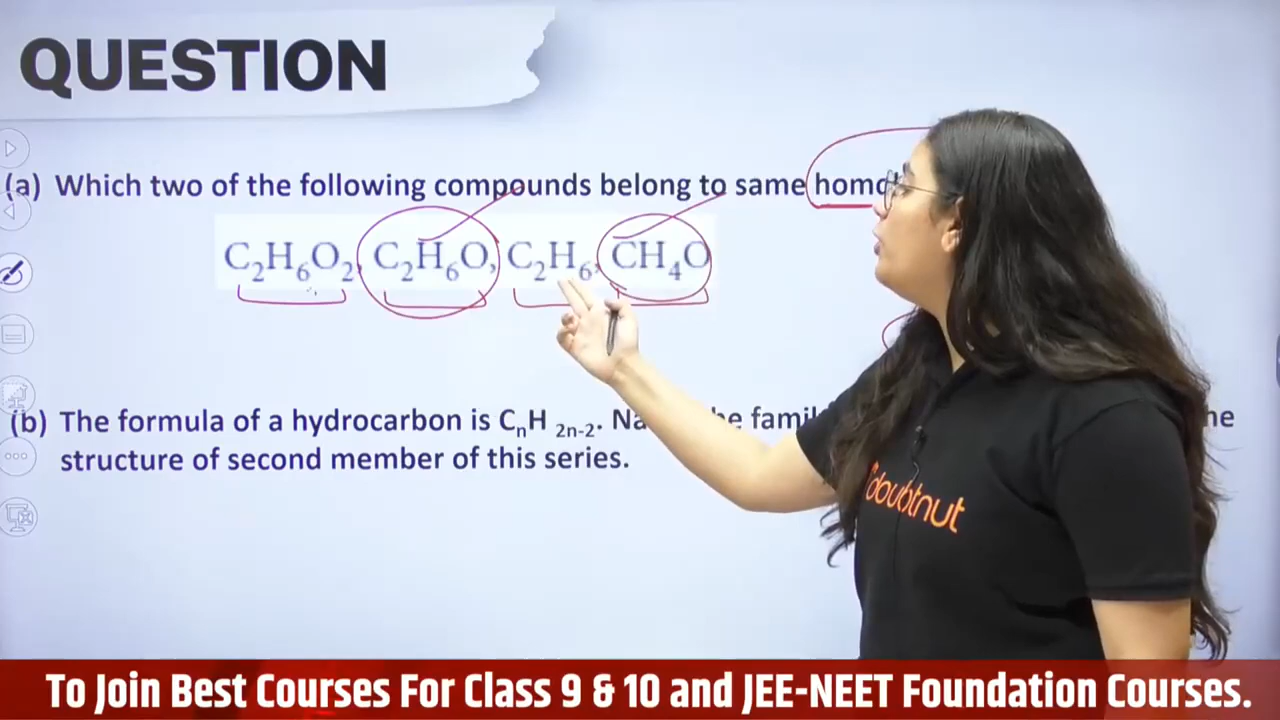 QUESTION
(a) Which two of the following compounds belong to same
C₂H₆O₂, C₂H₆O, C₂H₆, CH₄O
(b) The formula of a hydrocarbon is CₙH ₂ₙ₋₂.
structure of second member of this series.
doubtnut
To Join Best Courses For Class 9 & 10 and JEE-NEET Foundation Courses.